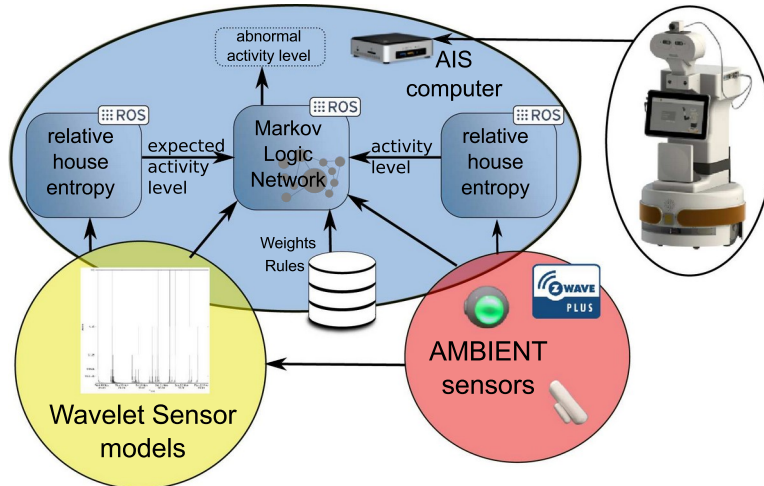 abnormal
activity level
AIS
computer
ROS
relative
house
entropy
expected
activity
level
ROS
Markov
Logic
Network
activity
level
ROS
relative
house
entropy
Weights
Rules
Z WAVE
PLUS
AMBIENT
sensors
Wavelet Sensor
models